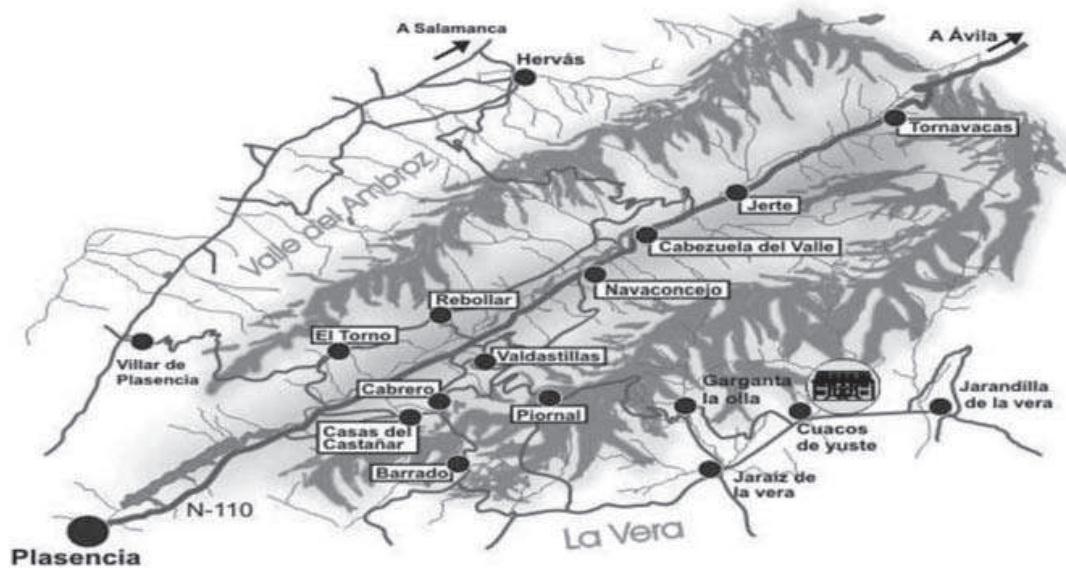 A Salamanca
A Ávila
Hervás
Tornavacas
Valle del Ambroz
Jerte
Cabezuela del Valle
Navaconcejo
Rebollar
El Torno
Villar de
Plasencia
Valdastillas
Cabrero
Garganta
la olla
Jarandilla
de la vera
Piornal
Casas del
Castañar
Cuacos
de yuste
Barrado
Jaraíz de
la vera
N-110
La Vera
Plasencia